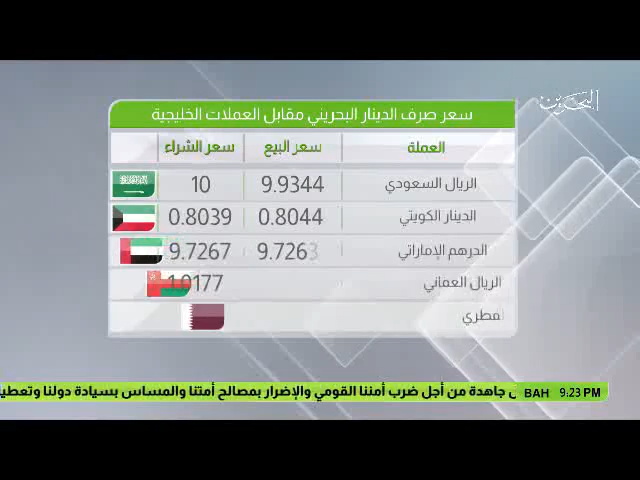 البحرين
سعر صرف الدينار البحريني مقابل العملات الخليجية
العملة سعر البيع سعر الشراء
الريال السعودي 9.9344 10
الدينار الكويتي 0.8044 0.8039
الدرهم الإماراتي 9.7263 9.7267
الريال العماني 1.0177
BAH 9:23 PM
جاهدة من أجل ضرب أمننا القومي والإضرار بمصالح أمتنا والمساس بسيادة دولنا وتعطي